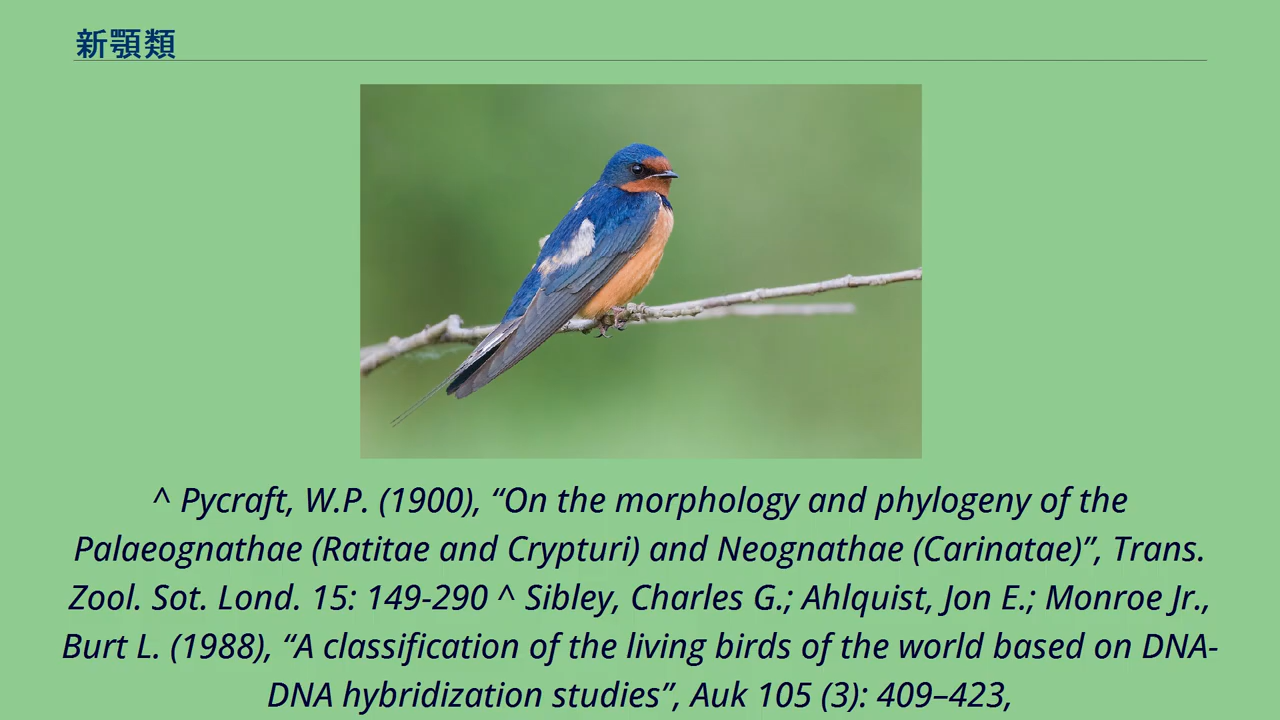 新顎類
^ Pycraft, W.P. (1900), “On the morphology and phylogeny of the
Palaeognathae (Ratitae and Crypturi) and Neognathae (Carinatae)”, Trans.
Zool. Sot. Lond. 15: 149-290 ^ Sibley, Charles G.; Ahlquist, Jon E.; Monroe Jr.,
Burt L. (1988), “A classification of the living birds of the world based on DNA-
DNA hybridization studies”, Auk 105 (3): 409–423,